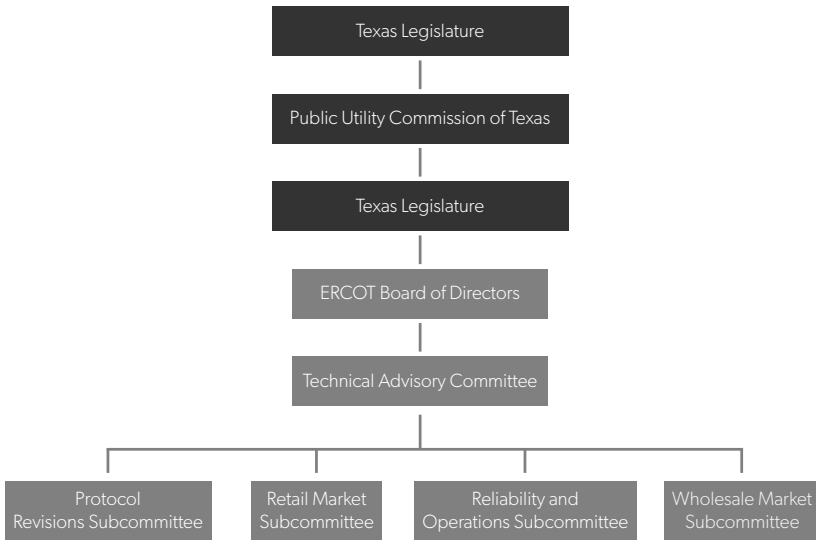 Texas Legislature
Public Utility Commission of Texas
Texas Legislature
ERCOT Board of Directors
Technical Advisory Committee
Protocol
Revisions Subcommittee
Retail Market
Subcommittee
Reliability and
Operations Subcommittee
Wholesale Market
Subcommittee